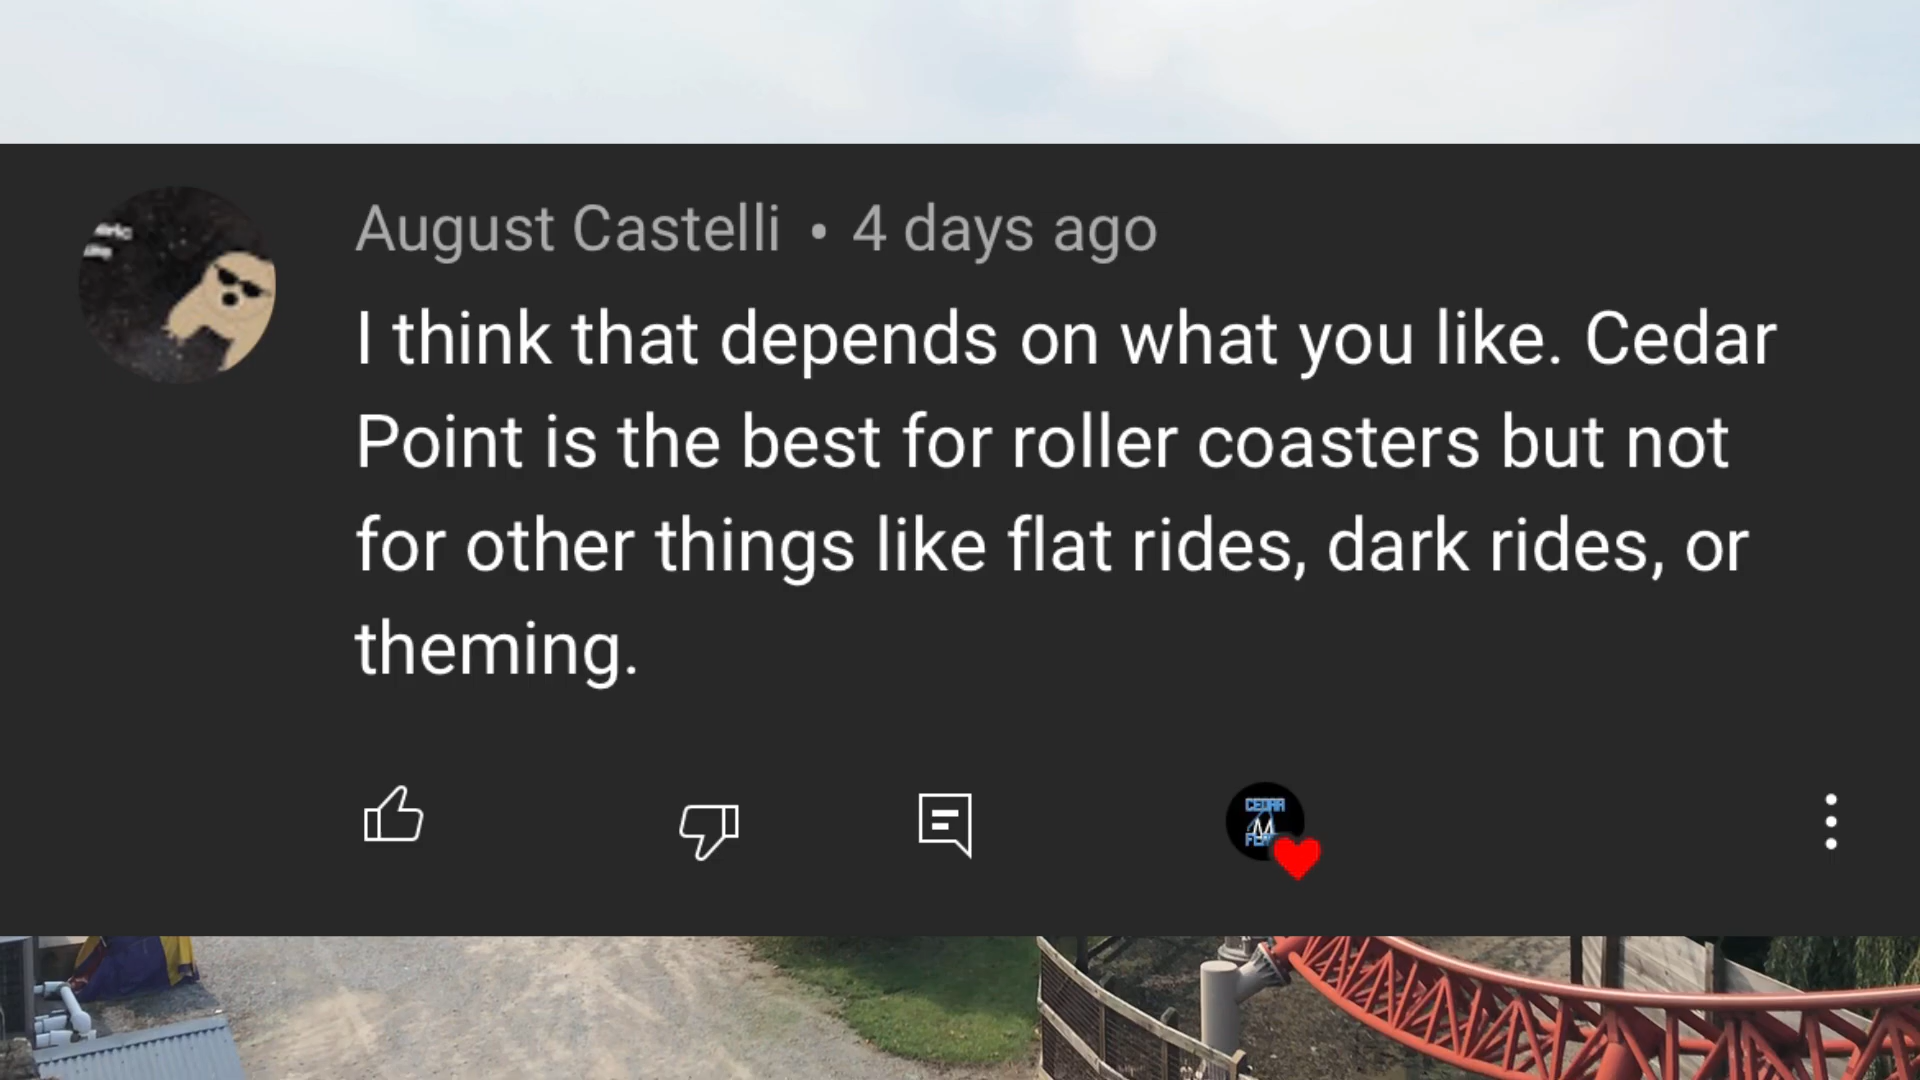 August Castelli • 4 days ago
I think that depends on what you like. Cedar
Point is the best for roller coasters but not
for other things like flat rides, dark rides, or
theming.
CEDAR
M